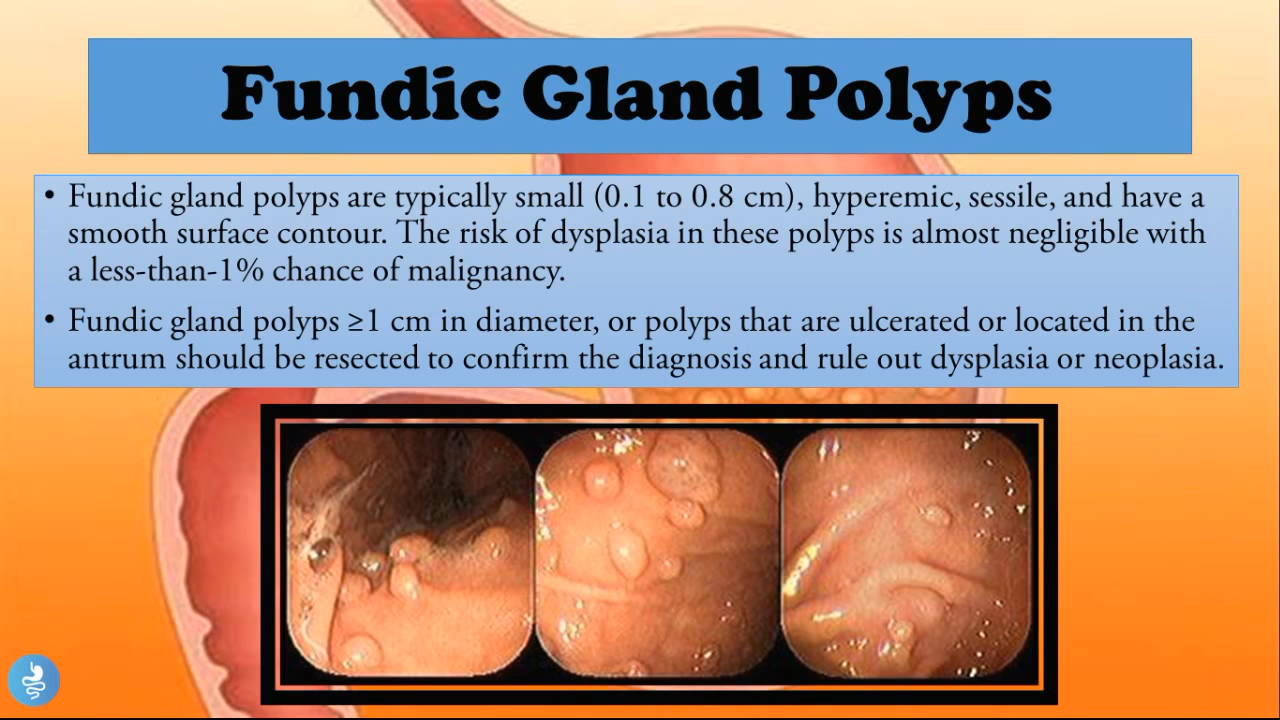 Fundic Gland Polyps
• Fundic gland polyps are typically small (0.1 to 0.8 cm), hyperemic, sessile, and have a
smooth surface contour. The risk of dysplasia in these polyps is almost negligible with
a less-than-1% chance of malignancy.
• Fundic gland polyps ≥1 cm in diameter, or polyps that are ulcerated or located in the
antrum should be resected to confirm the diagnosis and rule out dysplasia or neoplasia.